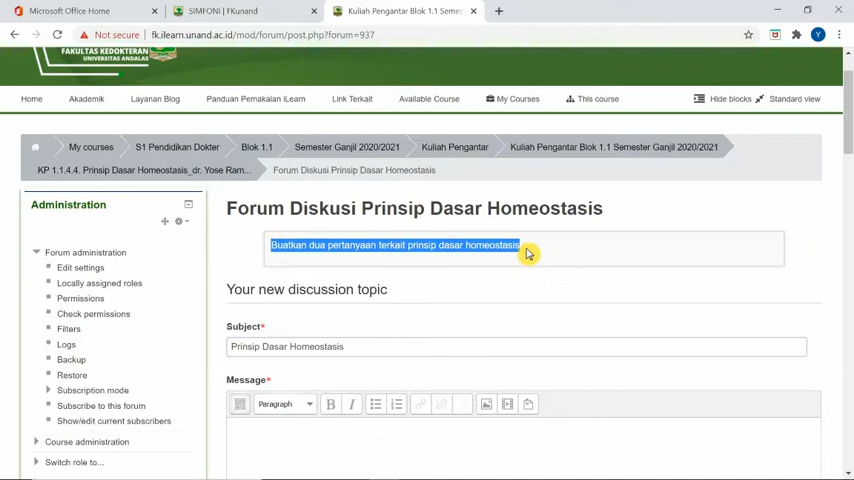 Microsoft Office Home
SIMFONI | FKunand
Kuliah Pengantar Blok 1.1 Semes
Not secure | fk.ilearn.unand.ac.id/mod/forum/post.php?forum=937
Y
FAKULTAS KEDOKTERAN
UNIVERSITAS ANDALAS
Home Akademik Layanan Blog Panduan Pemakaian iLearn Link Terkait Available Course My Courses This course Hide blocks Standard view
My courses S1 Pendidikan Dokter Blok 1.1 Semester Ganjil 2020/2021 Kuliah Pengantar Kuliah Pengantar Blok 1.1 Semester Ganjil 2020/2021
KP 1.1.4.4. Prinsip Dasar Homeostasis_dr. Yose Ram... Forum Diskusi Prinsip Dasar Homeostasis
Administration
Forum administration
Edit settings
Locally assigned roles
Permissions
Check permissions
Filters
Logs
Backup
Restore
Subscription mode
Subscribe to this forum
Show/edit current subscribers
Course administration
Switch role to...
Forum Diskusi Prinsip Dasar Homeostasis
Buatkan dua pertanyaan terkait prinsip dasar homeostasis
Your new discussion topic
Subject*
Prinsip Dasar Homeostasis
Message*
Paragraph B I